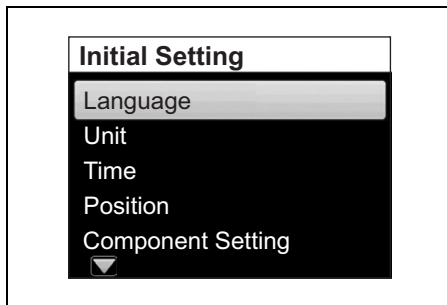 Initial Setting
Language
Unit
Time
Position
Component Setting